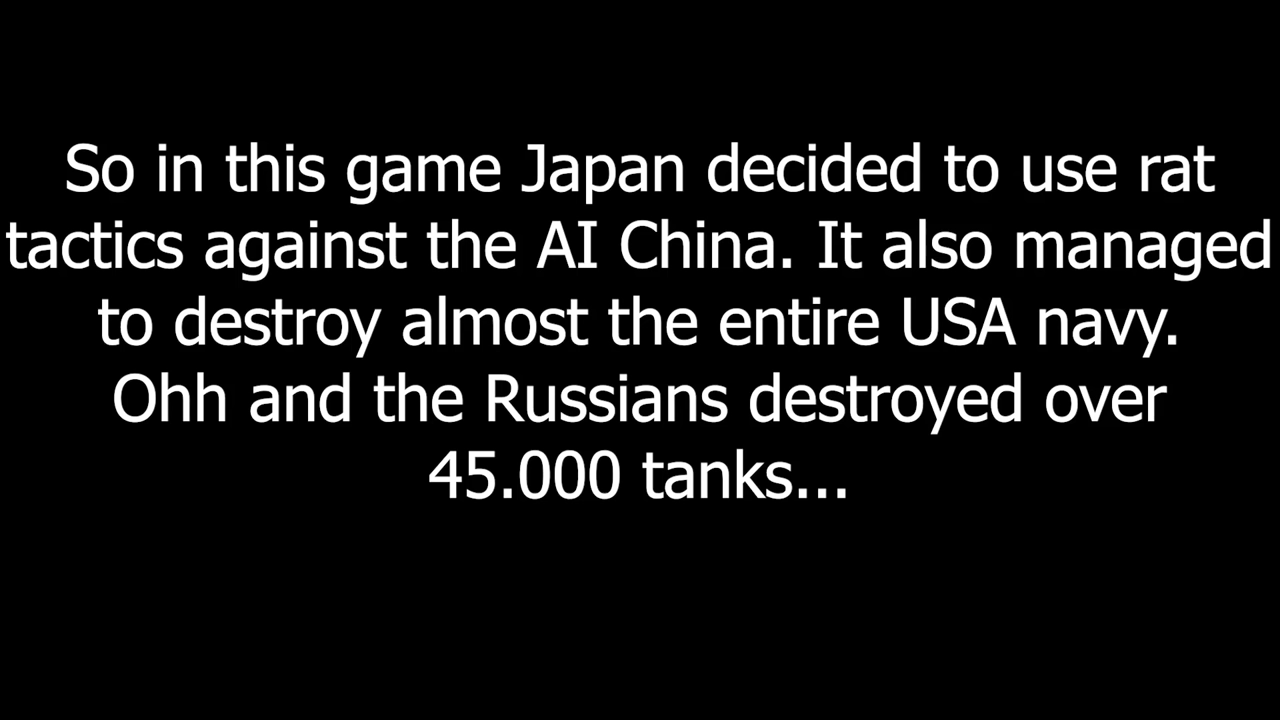 So in this game Japan decided to use rat
tactics against the AI China. It also managed
to destroy almost the entire USA navy.
Ohh and the Russians destroyed over
45.000 tanks...